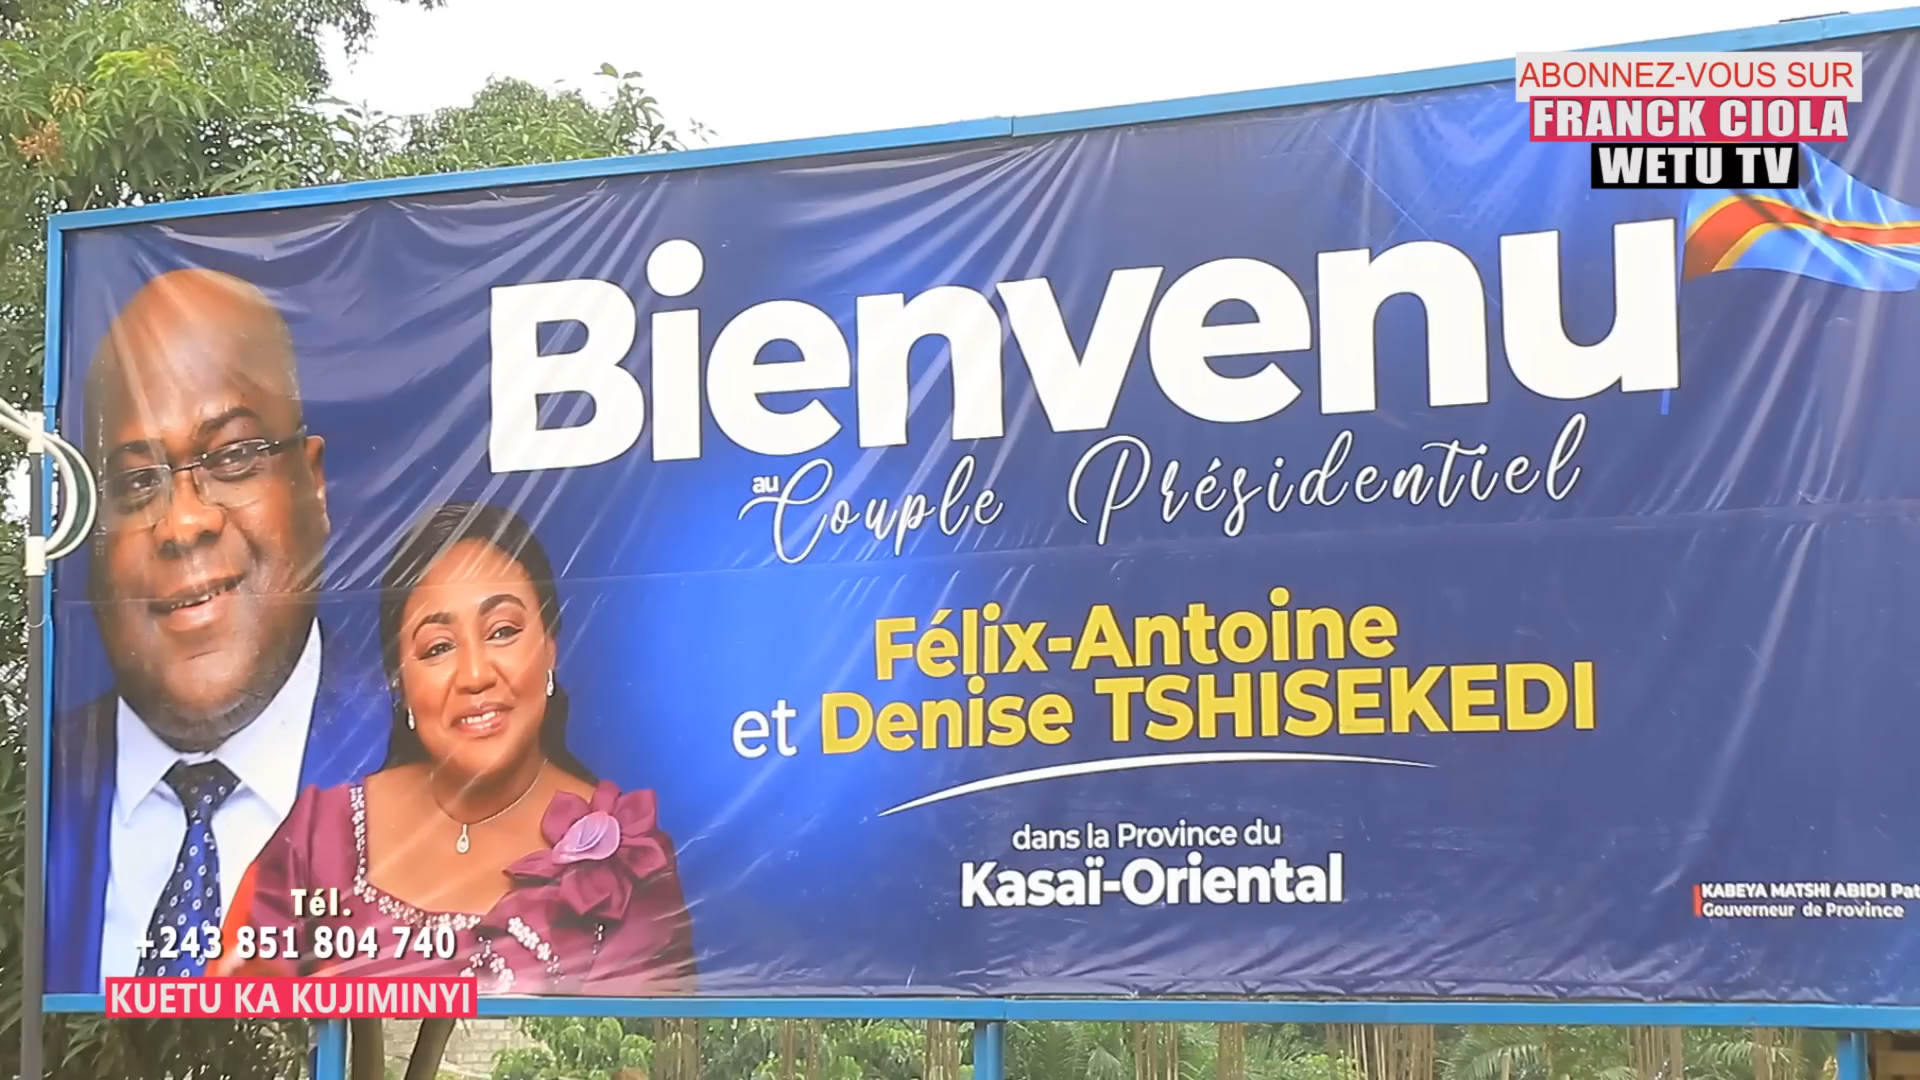 ABONNEZ-VOUS SUR
FRANCK CIOLA
WETU TV
Bienvenu
au Couple Présidentiel
Félix-Antoine
et Denise TSHISEKEDI
dans la Province du
Kasaï-Oriental
KABEYA MATSHI ABIDI
Gouverneur de Province
Tél.
+243 851 804 740
KUETU KA KUJIMINYI